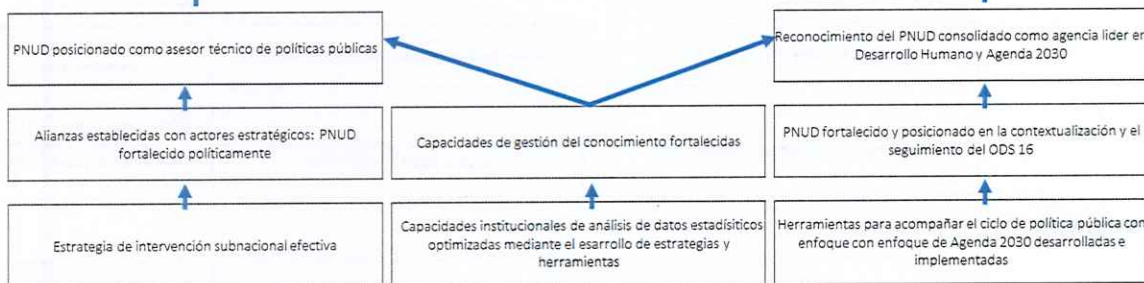 PNUD posicionado como asesor técnico de políticas públicas
Reconocimiento del PNUD consolidado como agencia líder en
Desarrollo Humano y Agenda 2030
Alianzas establecidas con actores estratégicos: PNUD
fortalecido políticamente
Capacidades de gestión del conocimiento fortalecidas
PNUD fortalecido y posicionado en la contextualización y el
seguimiento del ODS 16
Estrategia de intervención subnacional efectiva
Capacidades institucionales de análisis de datos estadísiticos
optimizadas mediante el esarrollo de estrategias y
herramientas
Herramientas para acompañar el ciclo de política pública con
enfoque con enfoque de Agenda 2030 desarrolladas e
implementadas